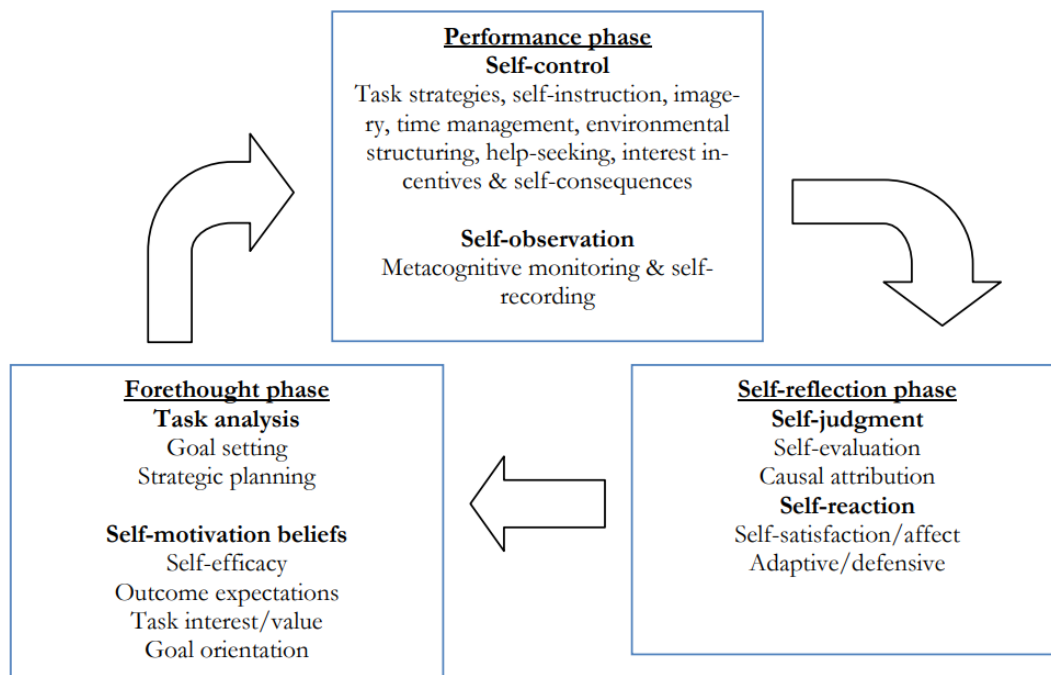 Performance phase
Self-control
Task strategies, self-instruction, image-
ry, time management, environmental
structuring, help-seeking, interest in-
centives & self-consequences
Self-observation
Metacognitive monitoring & self-
recording
Forethought phase
Task analysis
Goal setting
Strategic planning
Self-motivation beliefs
Self-efficacy
Outcome expectations
Task interest/value
Goal orientation
Self-reflection phase
Self-judgment
Self-evaluation
Causal attribution
Self-reaction
Self-satisfaction/affect
Adaptive/defensive